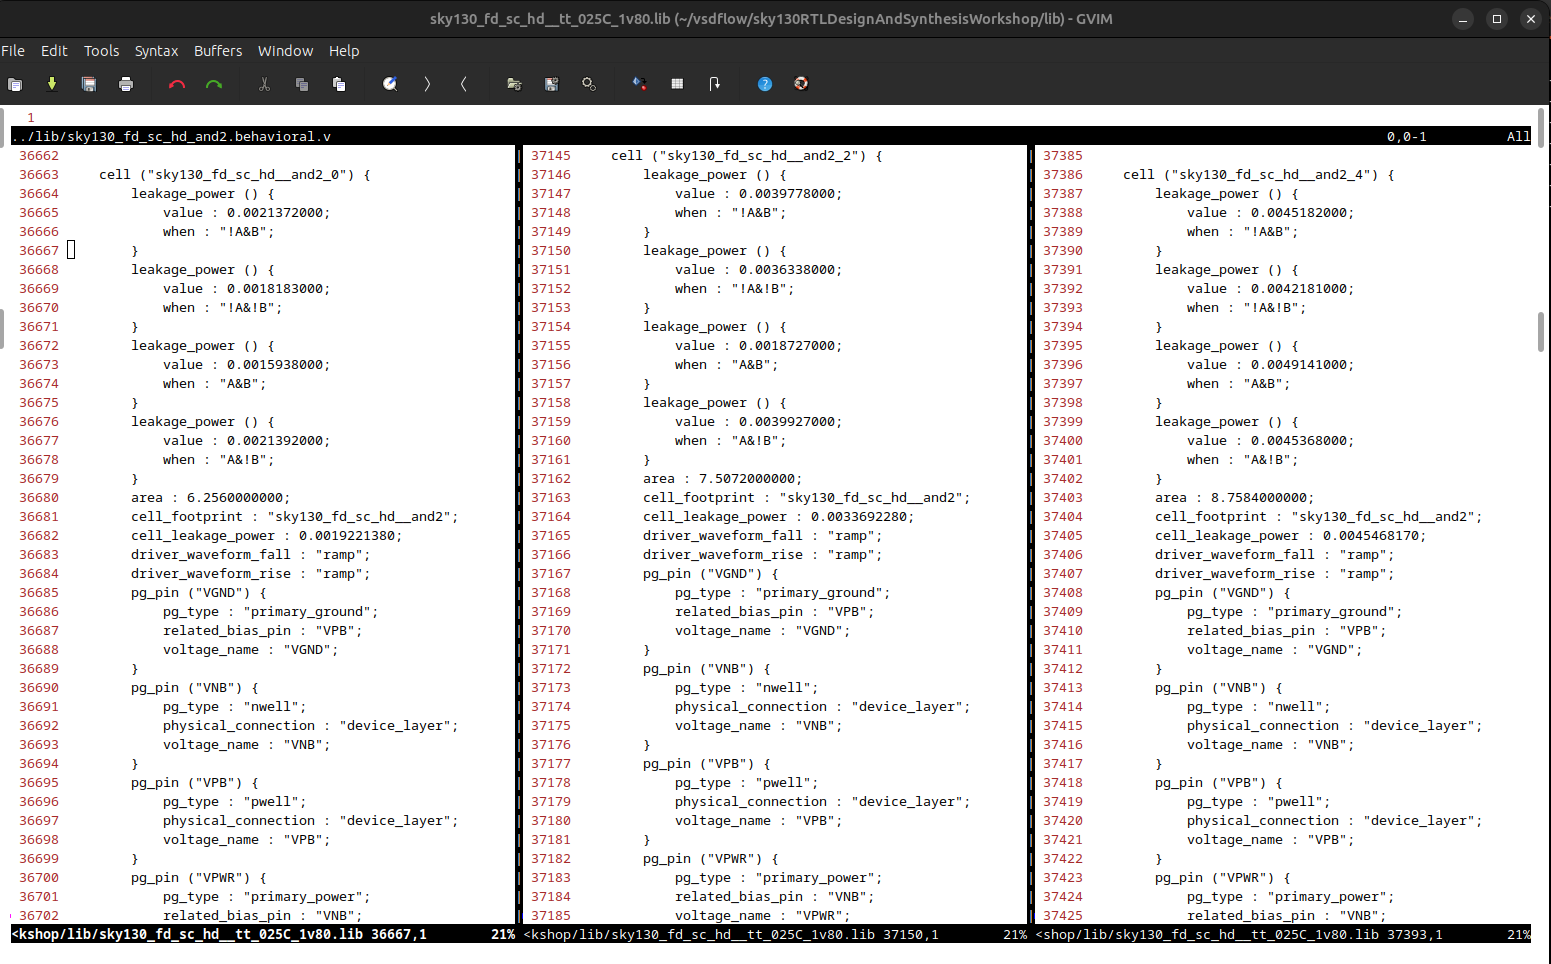 sky130_fd_sc_hd__tt_025C_1v80.lib (~/vsdflow/sky130RTLDesignAndSynthesisWorkshop/lib) - GVIM
File Edit Tools Syntax Buffers Window Help
1
../lib/sky130_fd_sc_hd_and2.behavioral.v 0,0-1 All
36662
36663 cell ("sky130_fd_sc_hd__and2_0") {
36664 leakage_power () {
36665 value : 0.0021372000;
36666 when : "!A&B";
36667 }
36668 leakage_power () {
36669 value : 0.0018183000;
36670 when : "!A&!B";
36671 }
36672 leakage_power () {
36673 value : 0.0015938000;
36674 when : "A&B";
36675 }
36676 leakage_power () {
36677 value : 0.0021392000;
36678 when : "A&!B";
36679 }
36680 area : 6.2560000000;
36681 cell_footprint : "sky130_fd_sc_hd__and2";
36682 cell_leakage_power : 0.0019221380;
36683 driver_waveform_fall : "ramp";
36684 driver_waveform_rise : "ramp";
36685 pg_pin ("VGND") {
36686 pg_type : "primary_ground";
36687 related_bias_pin : "VPB";
36688 voltage_name : "VGND";
36689 }
36690 pg_pin ("VNB") {
36691 pg_type : "nwell";
36692 physical_connection : "device_layer";
36693 voltage_name : "VNB";
36694 }
36695 pg_pin ("VPB") {
36696 pg_type : "pwell";
36697 physical_connection : "device_layer";
36698 voltage_name : "VPB";
36699 }
36700 pg_pin ("VPWR") {
36701 pg_type : "primary_power";
36702 related_bias_pin : "VNB";
<kshop/lib/sky130_fd_sc_hd__tt_025C_1v80.lib 36667,1 21%
37145 cell ("sky130_fd_sc_hd__and2_2") {
37146 leakage_power () {
37147 value : 0.0039778000;
37148 when : "!A&B";
37149 }
37150 leakage_power () {
37151 value : 0.0036338000;
37152 when : "!A&!B";
37153 }
37154 leakage_power () {
37155 value : 0.0018727000;
37156 when : "A&B";
37157 }
37158 leakage_power () {
37159 value : 0.0039927000;
37160 when : "A&!B";
37161 }
37162 area : 7.5072000000;
37163 cell_footprint : "sky130_fd_sc_hd__and2";
37164 cell_leakage_power : 0.0033692280;
37165 driver_waveform_fall : "ramp";
37166 driver_waveform_rise : "ramp";
37167 pg_pin ("VGND") {
37168 pg_type : "primary_ground";
37169 related_bias_pin : "VPB";
37170 voltage_name : "VGND";
37171 }
37172 pg_pin ("VNB") {
37173 pg_type : "nwell";
37174 physical_connection : "device_layer";
37175 voltage_name : "VNB";
37176 }
37177 pg_pin ("VPB") {
37178 pg_type : "pwell";
37179 physical_connection : "device_layer";
37180 voltage_name : "VPB";
37181 }
37182 pg_pin ("VPWR") {
37183 pg_type : "primary_power";
37184 related_bias_pin : "VNB";
37185 voltage_name : "VPWR";
<kshop/lib/sky130_fd_sc_hd__tt_025C_1v80.lib 37150,1 21%
37385
37386 cell ("sky130_fd_sc_hd__and2_4") {
37387 leakage_power () {
37388 value : 0.0045182000;
37389 when : "!A&B";
37390 }
37391 leakage_power () {
37392 value : 0.0042181000;
37393 when : "!A&!B";
37394 }
37395 leakage_power () {
37396 value : 0.0049141000;
37397 when : "A&B";
37398 }
37399 leakage_power () {
37400 value : 0.0045368000;
37401 when : "A&!B";
37402 }
37403 area : 8.7584000000;
37404 cell_footprint : "sky130_fd_sc_hd__and2";
37405 cell_leakage_power : 0.0045468170;
37406 driver_waveform_fall : "ramp";
37407 driver_waveform_rise : "ramp";
37408 pg_pin ("VGND") {
37409 pg_type : "primary_ground";
37410 related_bias_pin : "VPB";
37411 voltage_name : "VGND";
37412 }
37413 pg_pin ("VNB") {
37414 pg_type : "nwell";
37415 physical_connection : "device_layer";
37416 voltage_name : "VNB";
37417 }
37418 pg_pin ("VPB") {
37419 pg_type : "pwell";
37420 physical_connection : "device_layer";
37421 voltage_name : "VPB";
37422 }
37423 pg_pin ("VPWR") {
37424 pg_type : "primary_power";
37425 related_bias_pin : "VNB";
<shop/lib/sky130_fd_sc_hd__tt_025C_1v80.lib 37393,1 21%